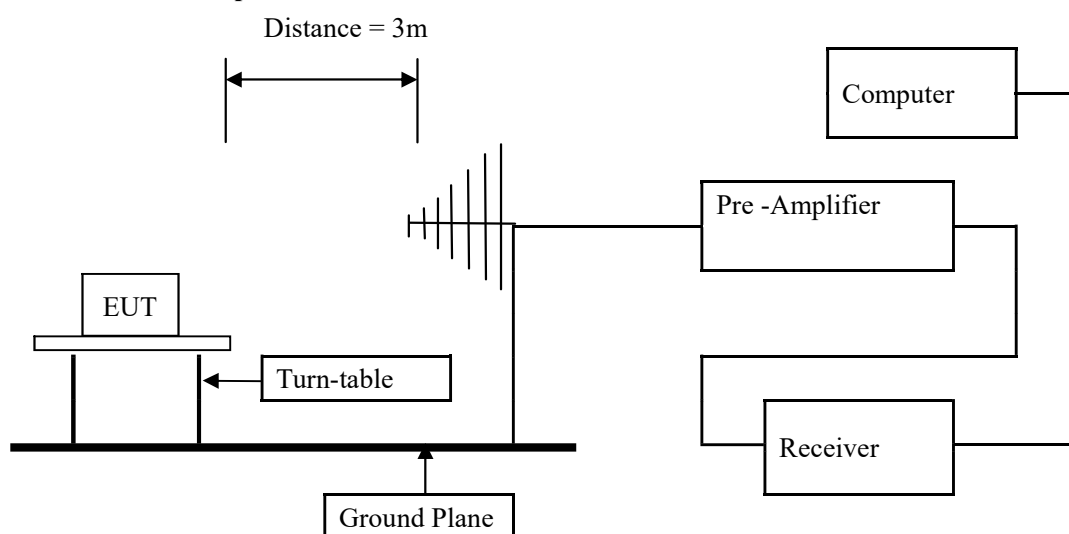 Distance = 3m
Computer
Pre -Amplifier
EUT
Turn-table
Receiver
Ground Plane